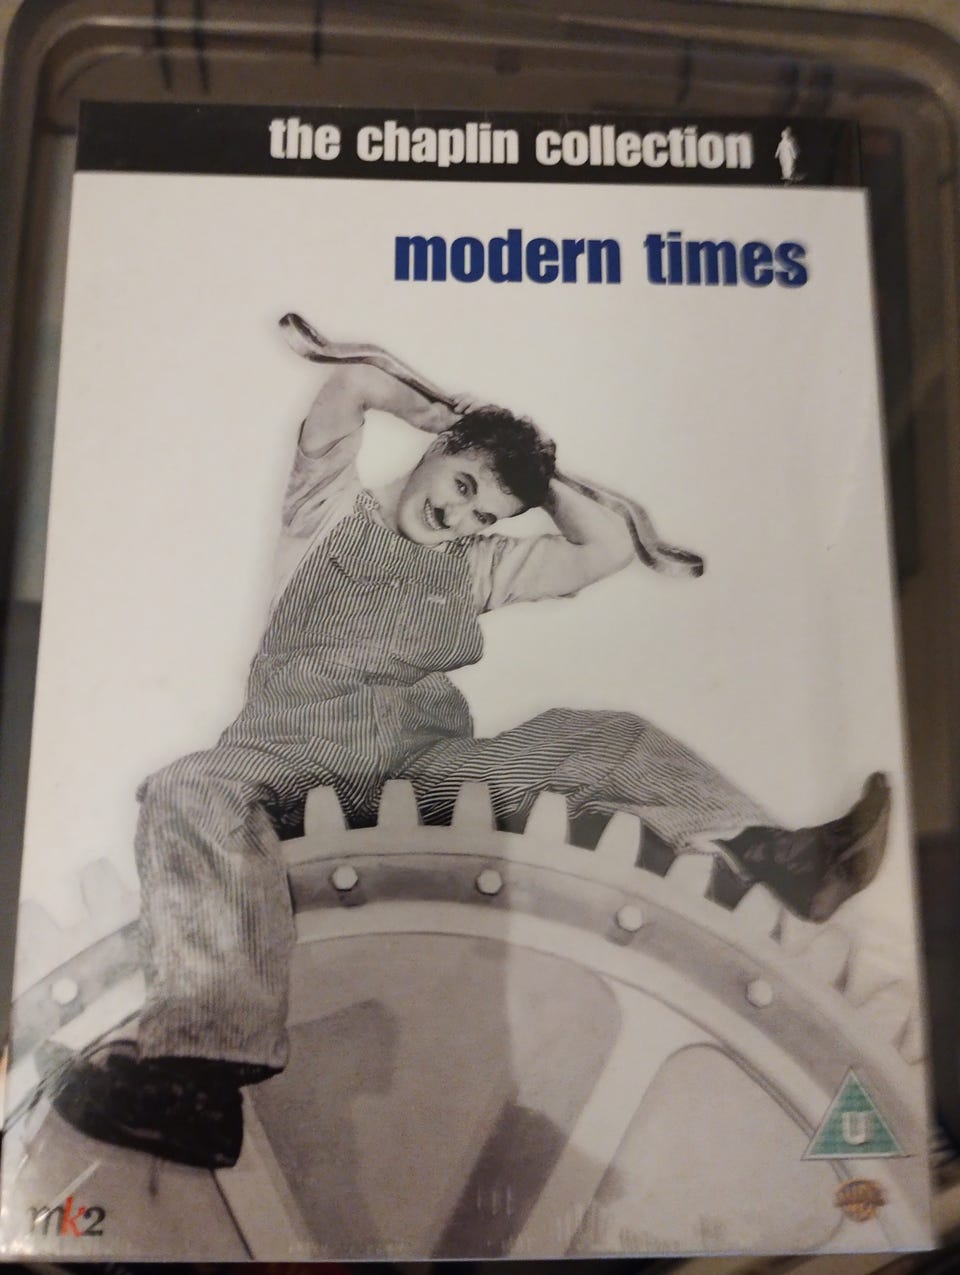 the chaplin collection
modern times
U
mk2